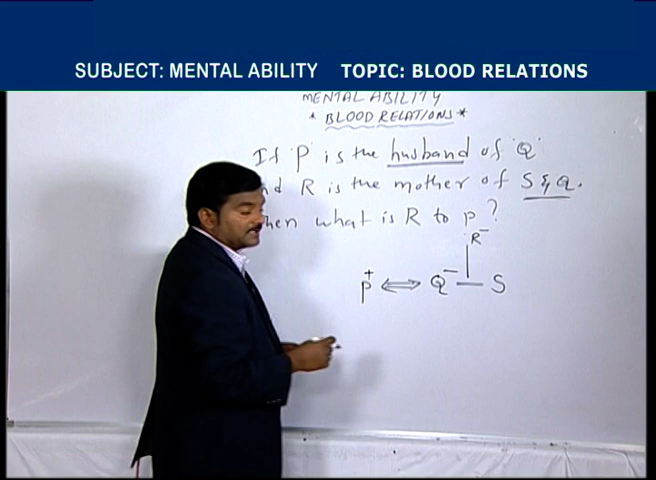 SUBJECT: MENTAL ABILITY TOPIC: BLOOD RELATIONS
MENTAL ABILITY
* BLOOD RELATIONS *
If 'P' is the husband of 'Q'
R is the mother of S & Q.
what is R to P?
R⁻
P⁺ ⇔ Q⁻ — S